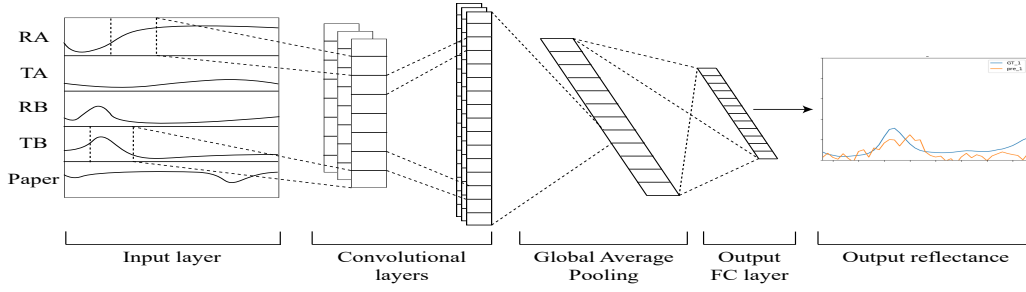 RA
TA
RB
TB
Paper
GT_1
pre_1
Input layer
Convolutional
layers
Global Average
Pooling
Output
FC layer
Output reflectance